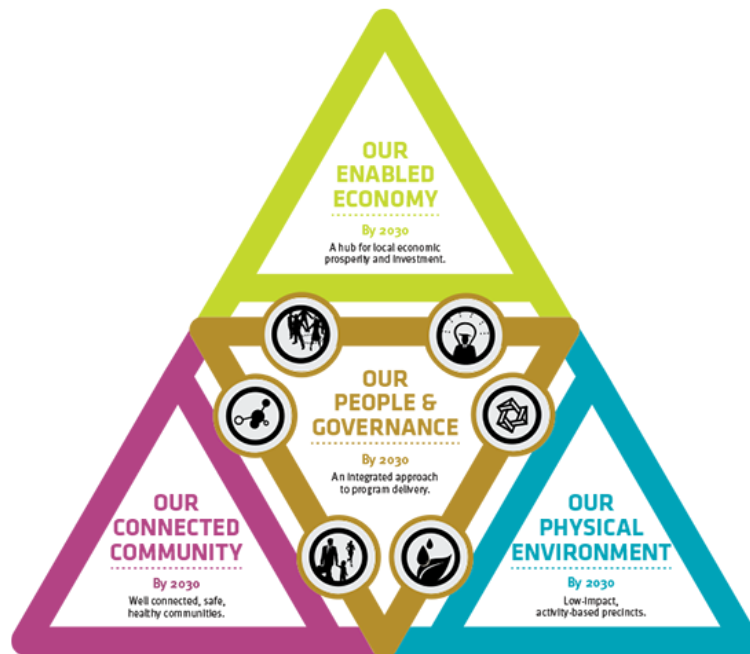 OUR
ENABLED
ECONOMY
By 2030
A hub for local economic
prosperity and investment.
OUR
PEOPLE &
GOVERNANCE
By 2030
An integrated approach
to program delivery.
OUR
CONNECTED
COMMUNITY
By 2030
Well connected, safe,
healthy communities.
OUR
PHYSICAL
ENVIRONMENT
By 2030
Low-impact,
activity-based precincts.